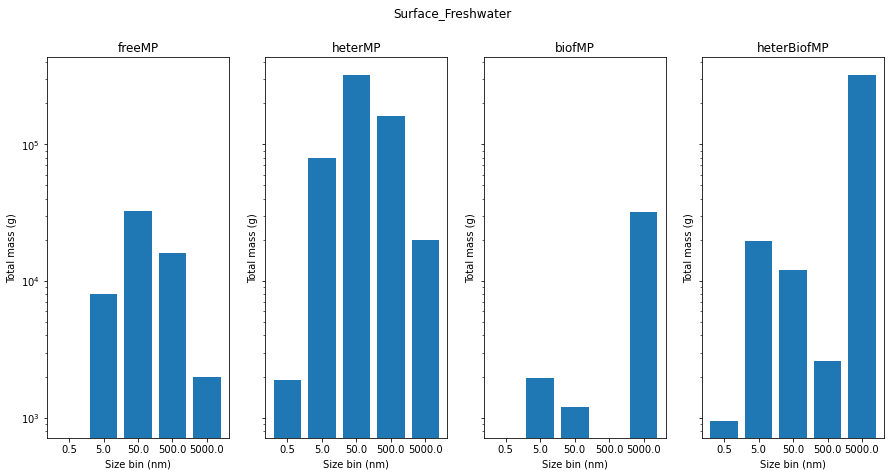 Surface_Freshwater
freeMP
heterMP
biofMP
heterBiofMP
Total mass (g)
10^5
10^4
10^3
0.5 5.0 50.0 500.0 5000.0
Size bin (nm)
Total mass (g)
0.5 5.0 50.0 500.0 5000.0
Size bin (nm)
Total mass (g)
0.5 5.0 50.0 500.0 5000.0
Size bin (nm)
Total mass (g)
0.5 5.0 50.0 500.0 5000.0
Size bin (nm)